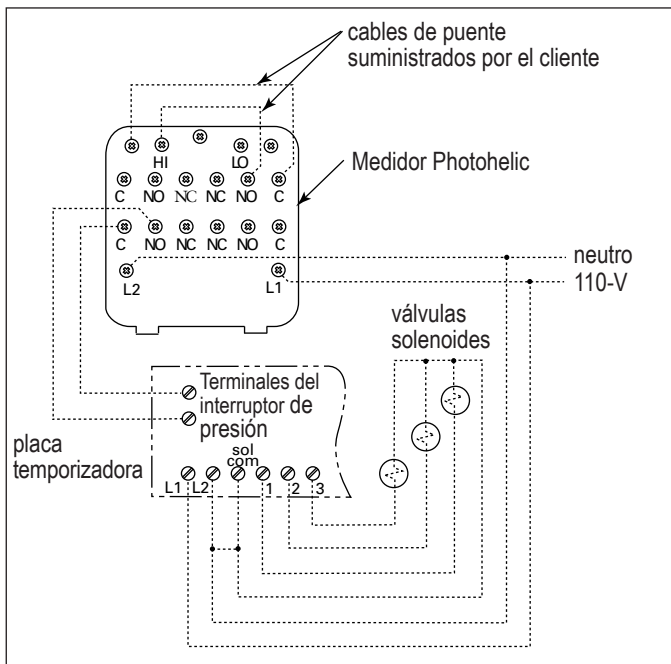 cables de puente
suministrados por el cliente
HI LO
Medidor Photohelic
C NO NC NC NO C
C NO NC NC NO C
L2 L1
neutro
110-V
válvulas
solenoides
Terminales del
interruptor de
presión
placa
temporizadora
sol
com
L1 L2 1 2 3